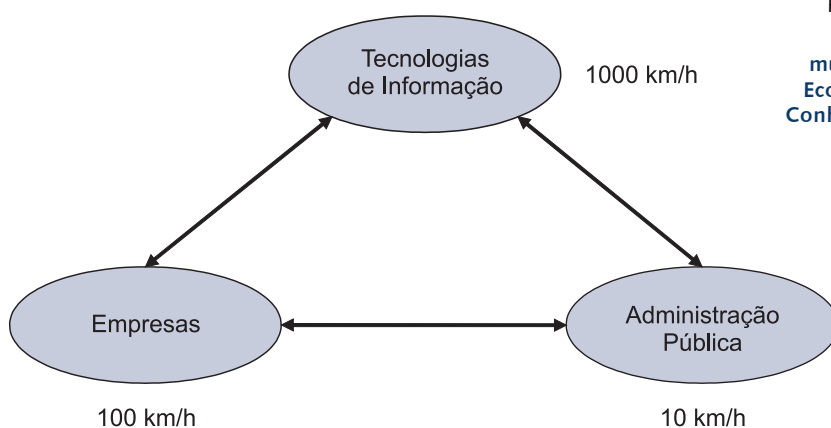 Tecnologias
de Informação
1000 km/h
Empresas
100 km/h
Administração
Pública
10 km/h